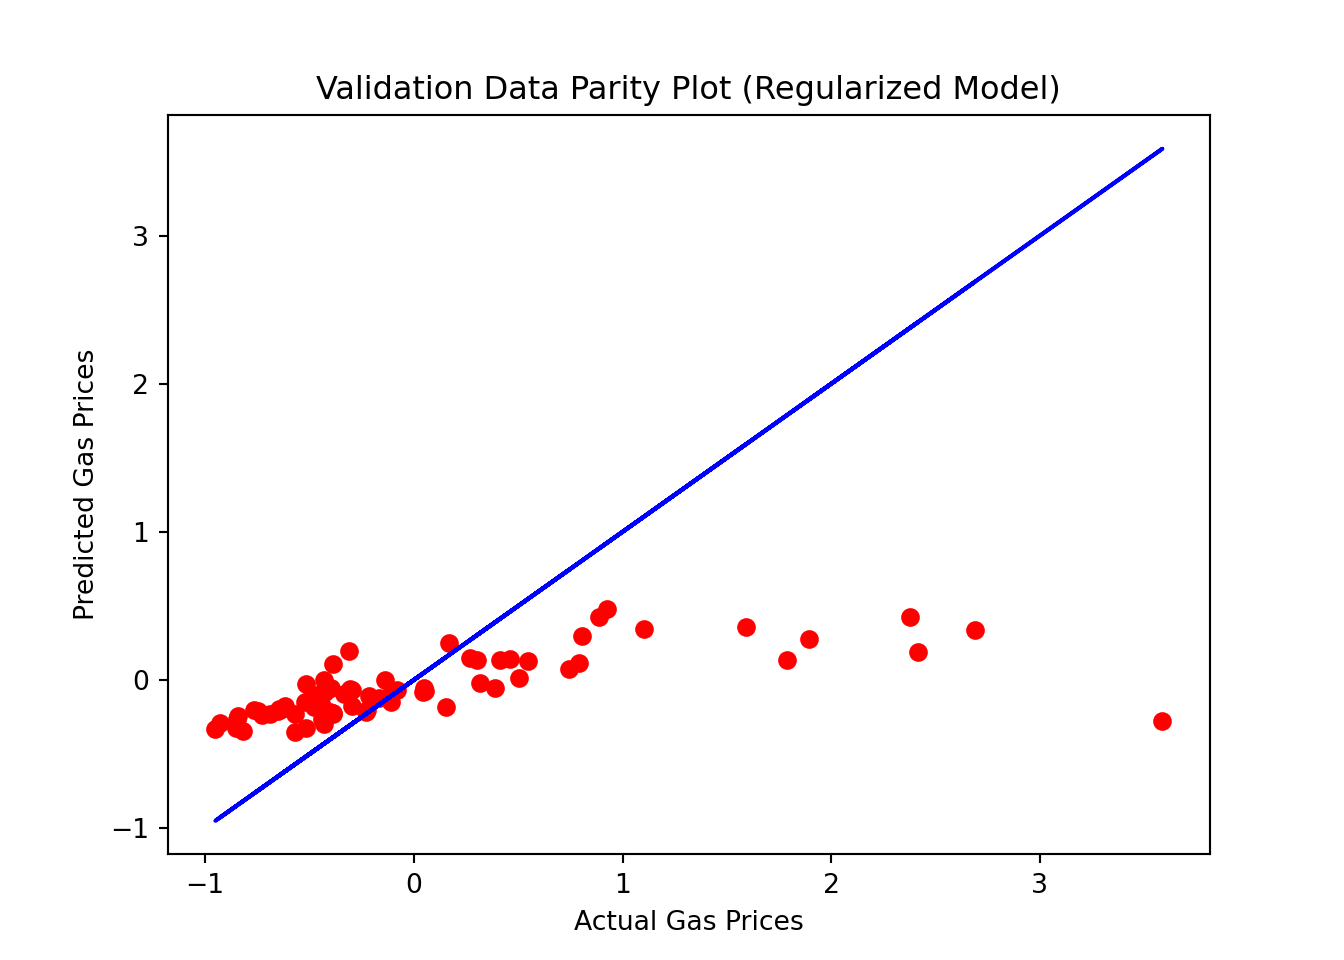 Validation Data Parity Plot (Regularized Model)
3
2
1
0
−1
Predicted Gas Prices
−1 0 1 2 3
Actual Gas Prices